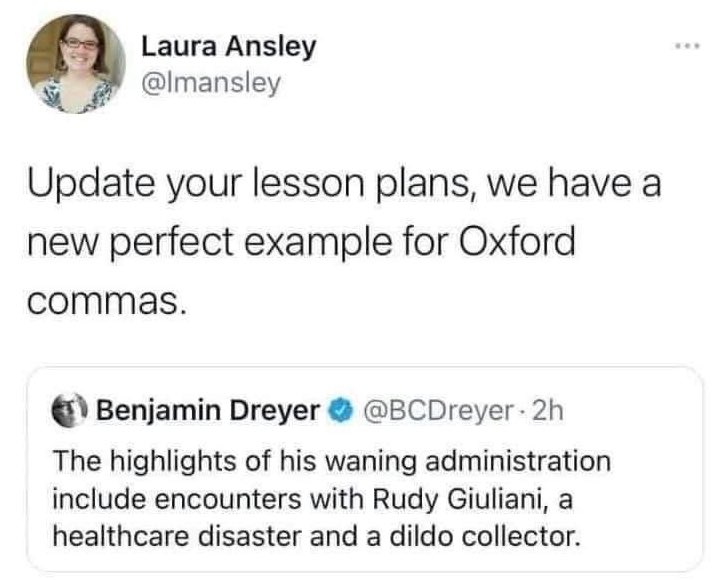 Laura Ansley
@lmansley
Update your lesson plans, we have a
new perfect example for Oxford
commas.
Benjamin Dreyer @BCDreyer · 2h
The highlights of his waning administration
include encounters with Rudy Giuliani, a
healthcare disaster and a dildo collector.